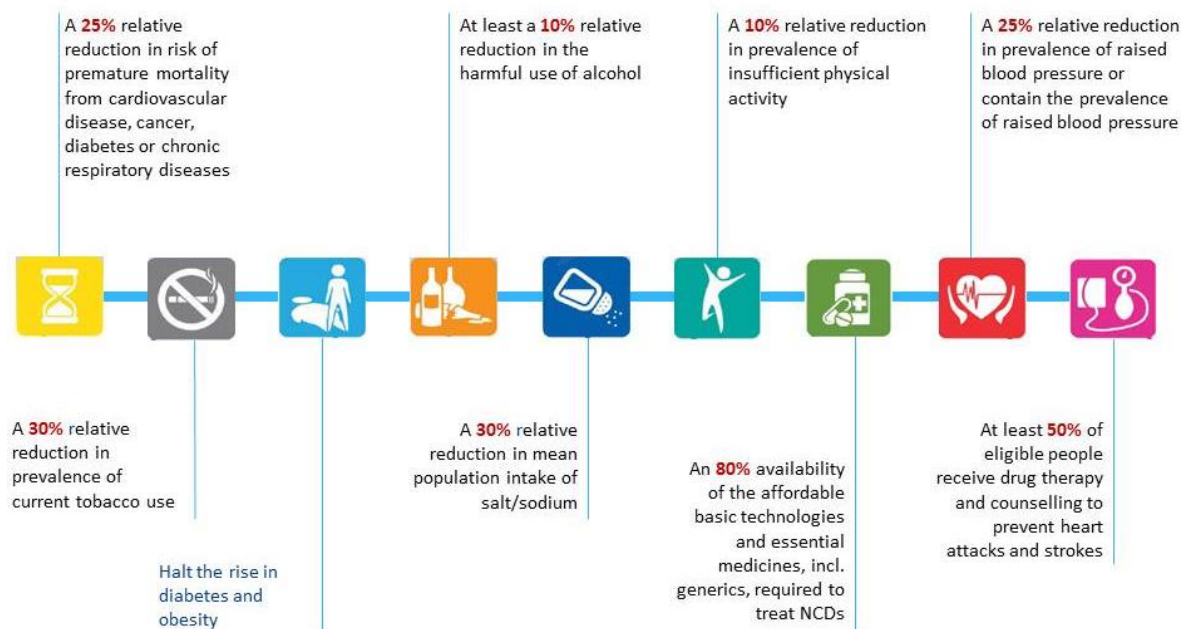 A 25% relative
reduction in risk of
premature mortality
from cardiovascular
disease, cancer,
diabetes or chronic
respiratory diseases
At least a 10% relative
reduction in the
harmful use of alcohol
A 10% relative reduction
in prevalence of
insufficient physical
activity
A 25% relative reduction
in prevalence of raised
blood pressure or
contain the prevalence
of raised blood pressure
A 30% relative
reduction in
prevalence of
current tobacco use
Halt the rise in
diabetes and
obesity
A 30% relative
reduction in mean
population intake of
salt/sodium
An 80% availability
of the affordable
basic technologies
and essential
medicines, incl.
generics, required to
treat NCDs
At least 50% of
eligible people
receive drug therapy
and counselling to
prevent heart
attacks and strokes